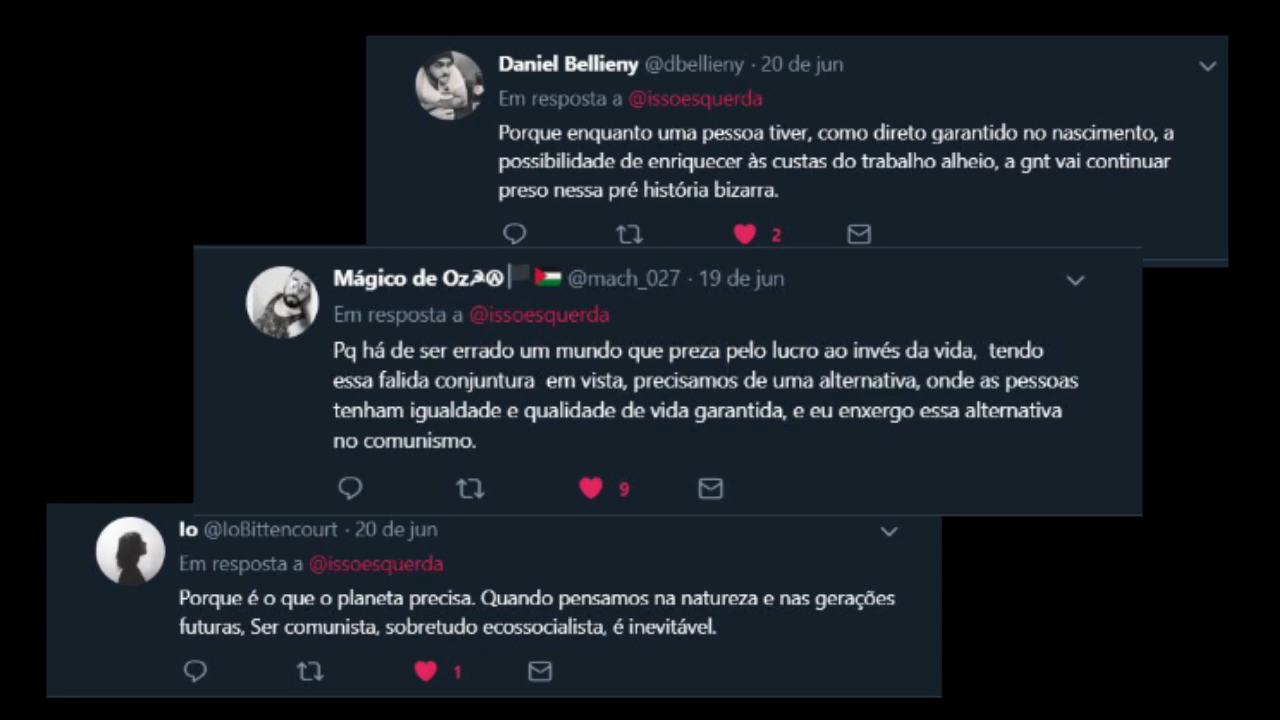 Daniel Bellieny @dbellieny · 20 de jun
Em resposta a @issoesquerda
Porque enquanto uma pessoa tiver, como direto garantido no nascimento, a
possibilidade de enriquecer às custas do trabalho alheio, a gnt vai continuar
preso nessa pré história bizarra.
2
Mágico de Oz☭Ⓐ🏴🇵🇸 @mach_027 · 19 de jun
Em resposta a @issoesquerda
Pq há de ser errado um mundo que preza pelo lucro ao invés da vida, tendo
essa falida conjuntura em vista, precisamos de uma alternativa, onde as pessoas
tenham igualdade e qualidade de vida garantida, e eu enxergo essa alternativa
no comunismo.
9
Io @IoBittencourt · 20 de jun
Em resposta a @issoesquerda
Porque é o que o planeta precisa. Quando pensamos na natureza e nas gerações
futuras, Ser comunista, sobretudo ecossocialista, é inevitável.
1